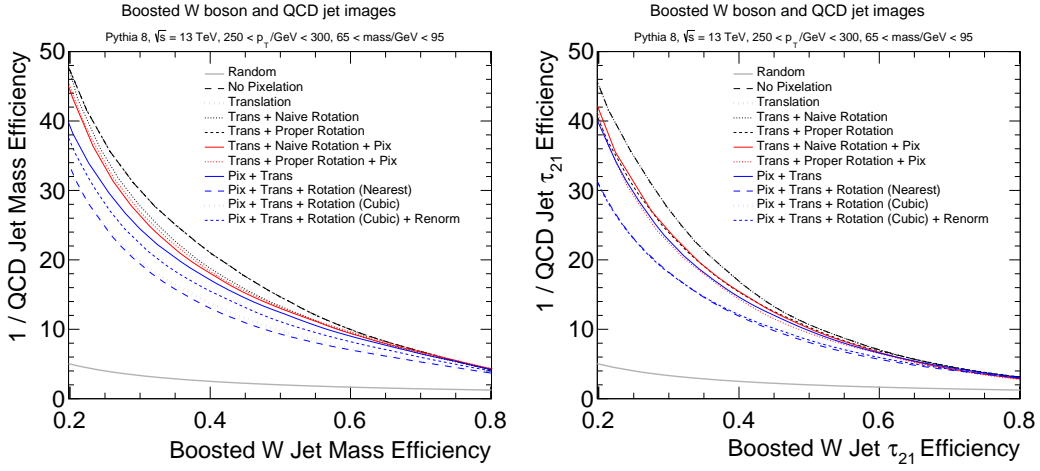 Boosted W boson and QCD jet images
Pythia 8, √s = 13 TeV, 250 < p_T/GeV < 300, 65 < mass/GeV < 95
50
40
30
20
10
0
1 / QCD Jet Mass Efficiency
Random
No Pixelation
Translation
Trans + Naive Rotation
Trans + Proper Rotation
Trans + Naive Rotation + Pix
Trans + Proper Rotation + Pix
Pix + Trans
Pix + Trans + Rotation (Nearest)
Pix + Trans + Rotation (Cubic)
Pix + Trans + Rotation (Cubic) + Renorm
0.2 0.4 0.6 0.8
Boosted W Jet Mass Efficiency
Boosted W boson and QCD jet images
Pythia 8, √s = 13 TeV, 250 < p_T/GeV < 300, 65 < mass/GeV < 95
50
40
30
20
10
0
1 / QCD Jet τ₂₁ Efficiency
Random
No Pixelation
Translation
Trans + Naive Rotation
Trans + Proper Rotation
Trans + Naive Rotation + Pix
Trans + Proper Rotation + Pix
Pix + Trans
Pix + Trans + Rotation (Nearest)
Pix + Trans + Rotation (Cubic)
Pix + Trans + Rotation (Cubic) + Renorm
0.2 0.4 0.6 0.8
Boosted W Jet τ₂₁ Efficiency